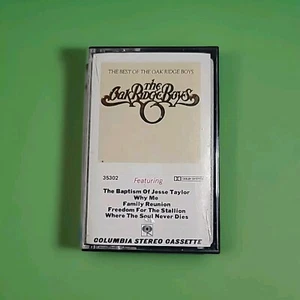 THE BEST OF THE OAK RIDGE BOYS
The
Oak Ridge Boys
35302
Featuring
The Baptism Of Jesse Taylor
Why Me
Family Reunion
Freedom For The Stallion
Where The Soul Never Dies
COLUMBIA STEREO CASSETTE